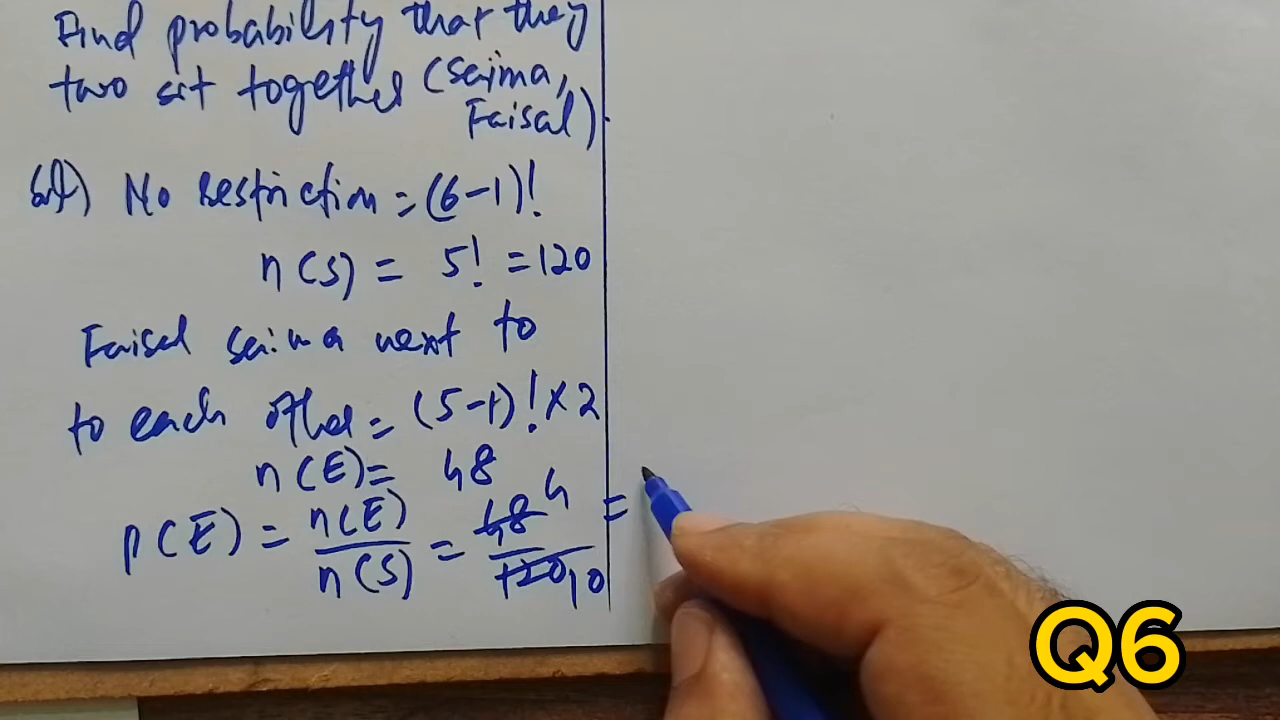 Find probability that they
two sit together (Saima,
Faisal).
Sol) No restriction = (6-1)!
n(S) = 5! = 120
Faisal Saima next to
to each other = (5-1)! × 2
n(E) = 48
P(E) = n(E)/n(S) = 48/120 4/10 =
Q6